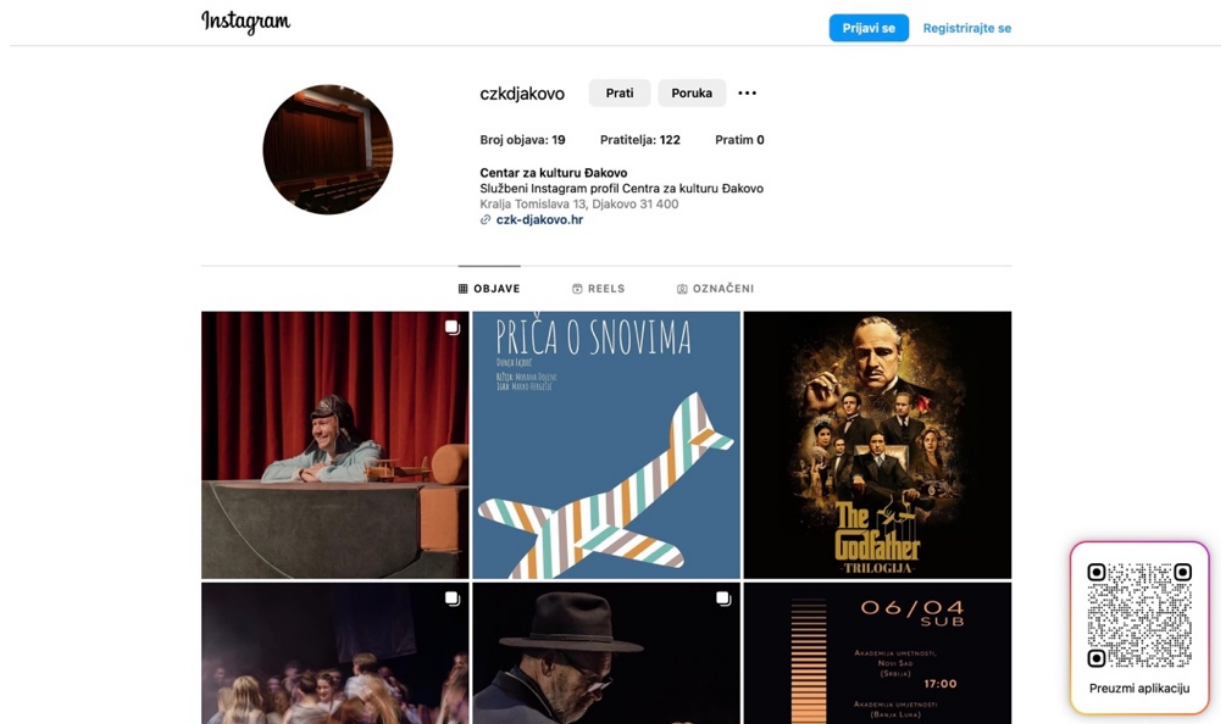 Instagram
Prijavi se
Registrirajte se
czkdjakovo
Prati
Poruka
Broj objava: 19 Pratitelja: 122 Pratim 0
Centar za kulturu Đakovo
Službeni Instagram profil Centra za kulturu Đakovo
Kralja Tomislava 13, Djakovo 31 400
czk-djakovo.hr
OBJAVE
REELS
OZNAČENI
PRIČA O SNOVIMA
The
Godfather
-TRILOGIJA-
06/04
SUB
Akademija umetnosti,
Novi Sad
(Srbija)
17:00
Akademija umjetnosti
(Banja Luka)
Preuzmi aplikaciju